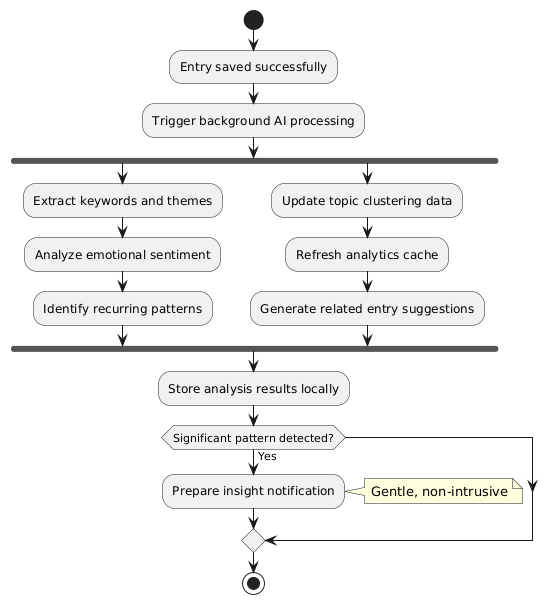 Entry saved successfully
Trigger background AI processing
Extract keywords and themes
Update topic clustering data
Analyze emotional sentiment
Refresh analytics cache
Identify recurring patterns
Generate related entry suggestions
Store analysis results locally
Significant pattern detected?
Yes
Prepare insight notification
Gentle, non-intrusive